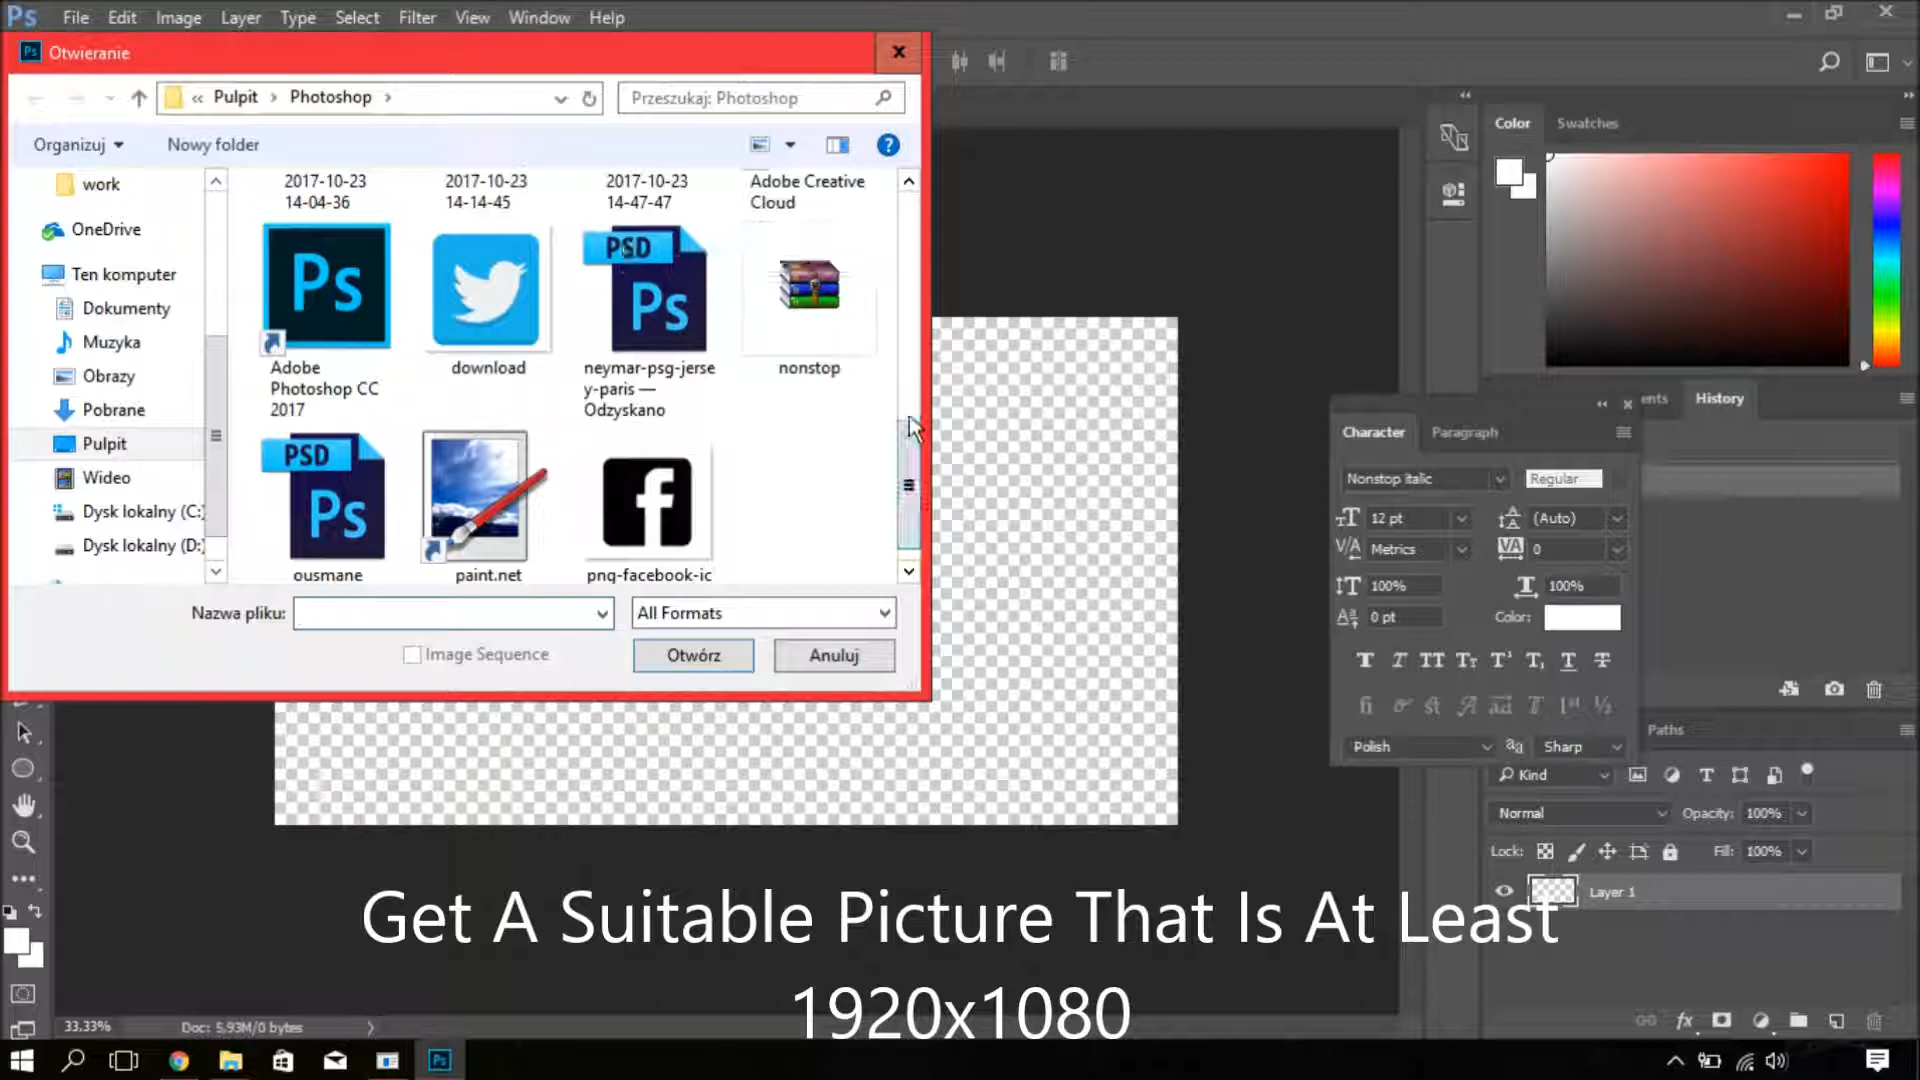 Ps File Edit Image Layer Type Select Filter View Window Help
Ps Otwieranie
« Pulpit > Photoshop >
Przeszukaj: Photoshop
Organizuj
Nowy folder
?
work
OneDrive
Ten komputer
Dokumenty
Muzyka
Obrazy
Pobrane
Pulpit
Wideo
Dysk lokalny (C:)
Dysk lokalny (D:)
2017-10-23
14-04-36
2017-10-23
14-14-45
2017-10-23
14-47-47
Adobe Creative
Cloud
Ps
Adobe
Photoshop CC
2017
download
PSD
Ps
neymar-psg-jerse
y-paris —
Odzyskano
nonstop
PSD
Ps
ousmane
paint.net
f
png-facebook-ic
Nazwa pliku:
All Formats
Image Sequence
Otwórz
Anuluj
Color
Swatches
ents
History
Character
Paragraph
Nonstop italic
Regular
12 pt
(Auto)
Metrics
0
100%
100%
0 pt
Color:
Polish
Sharp
Paths
Kind
Normal
Opacity: 100%
Lock:
Fill: 100%
Layer 1
fx
33,33%
Doc: 5,93M/0 bytes
Get A Suitable Picture That Is At Least
1920x1080
Ps